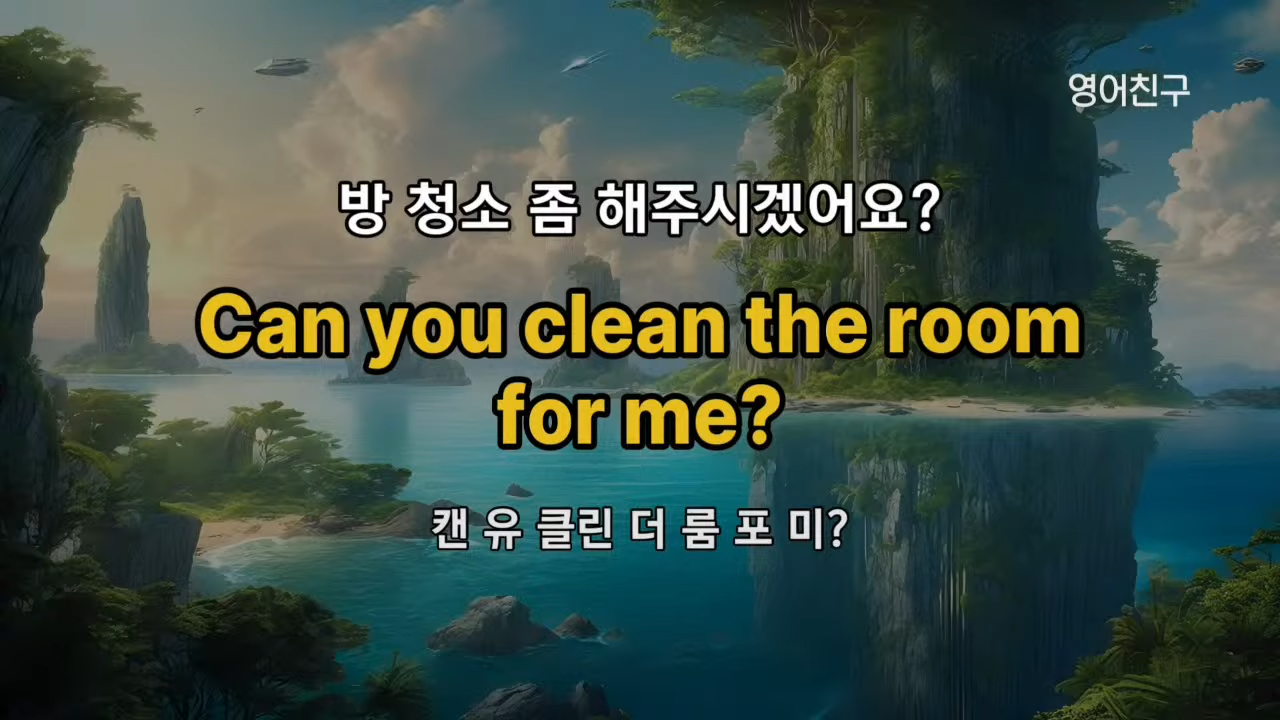 영어친구
방 청소 좀 해주시겠어요?
Can you clean the room
for me?
캔 유 클린 더 룸 포 미?